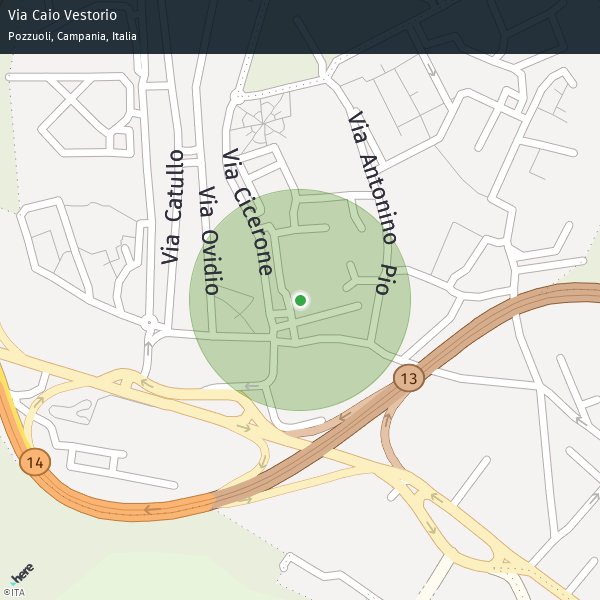 Via Caio Vestorio
Pozzuoli, Campania, Italia
Via Catullo
Via Ovidio
Via Cicerone
Via Antonino Pio
13
14
here
©ITA